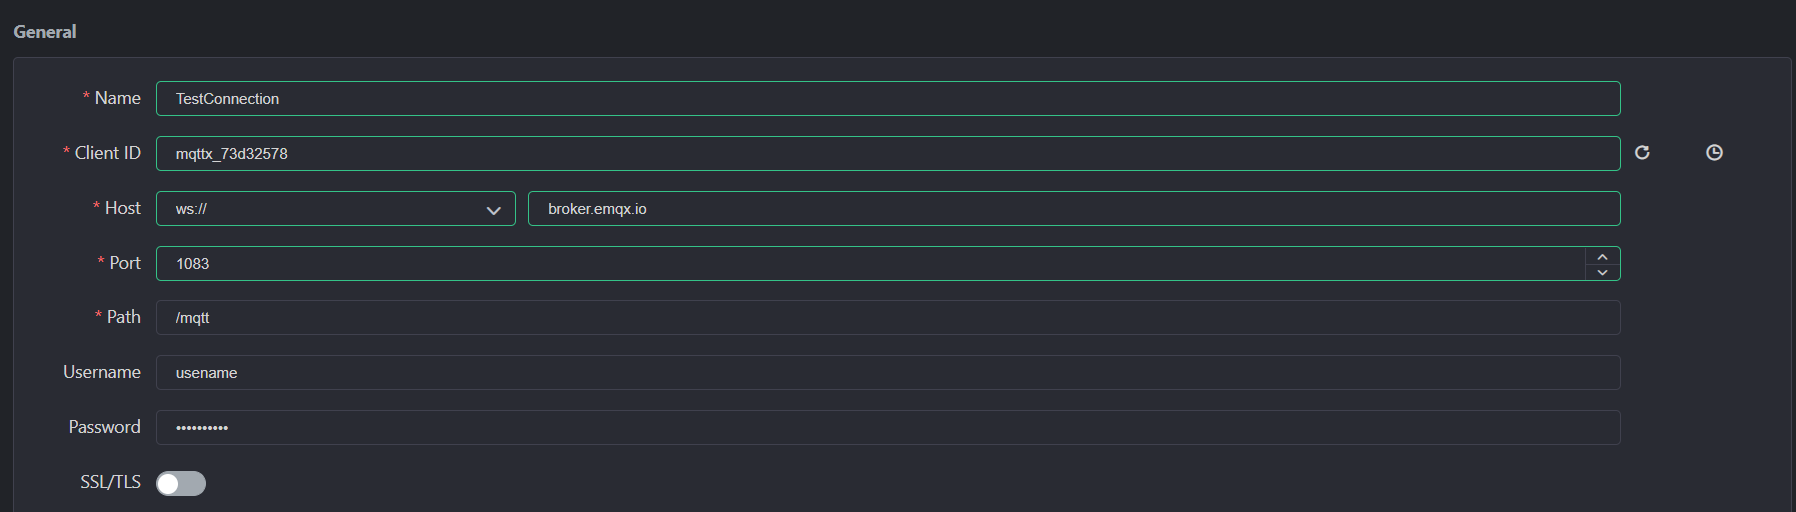 General
* Name TestConnection
* Client ID mqttx_73d32578
* Host ws:// broker.emqx.io
* Port 1083
* Path /mqtt
Username usename
Password ••••••••••
SSL/TLS